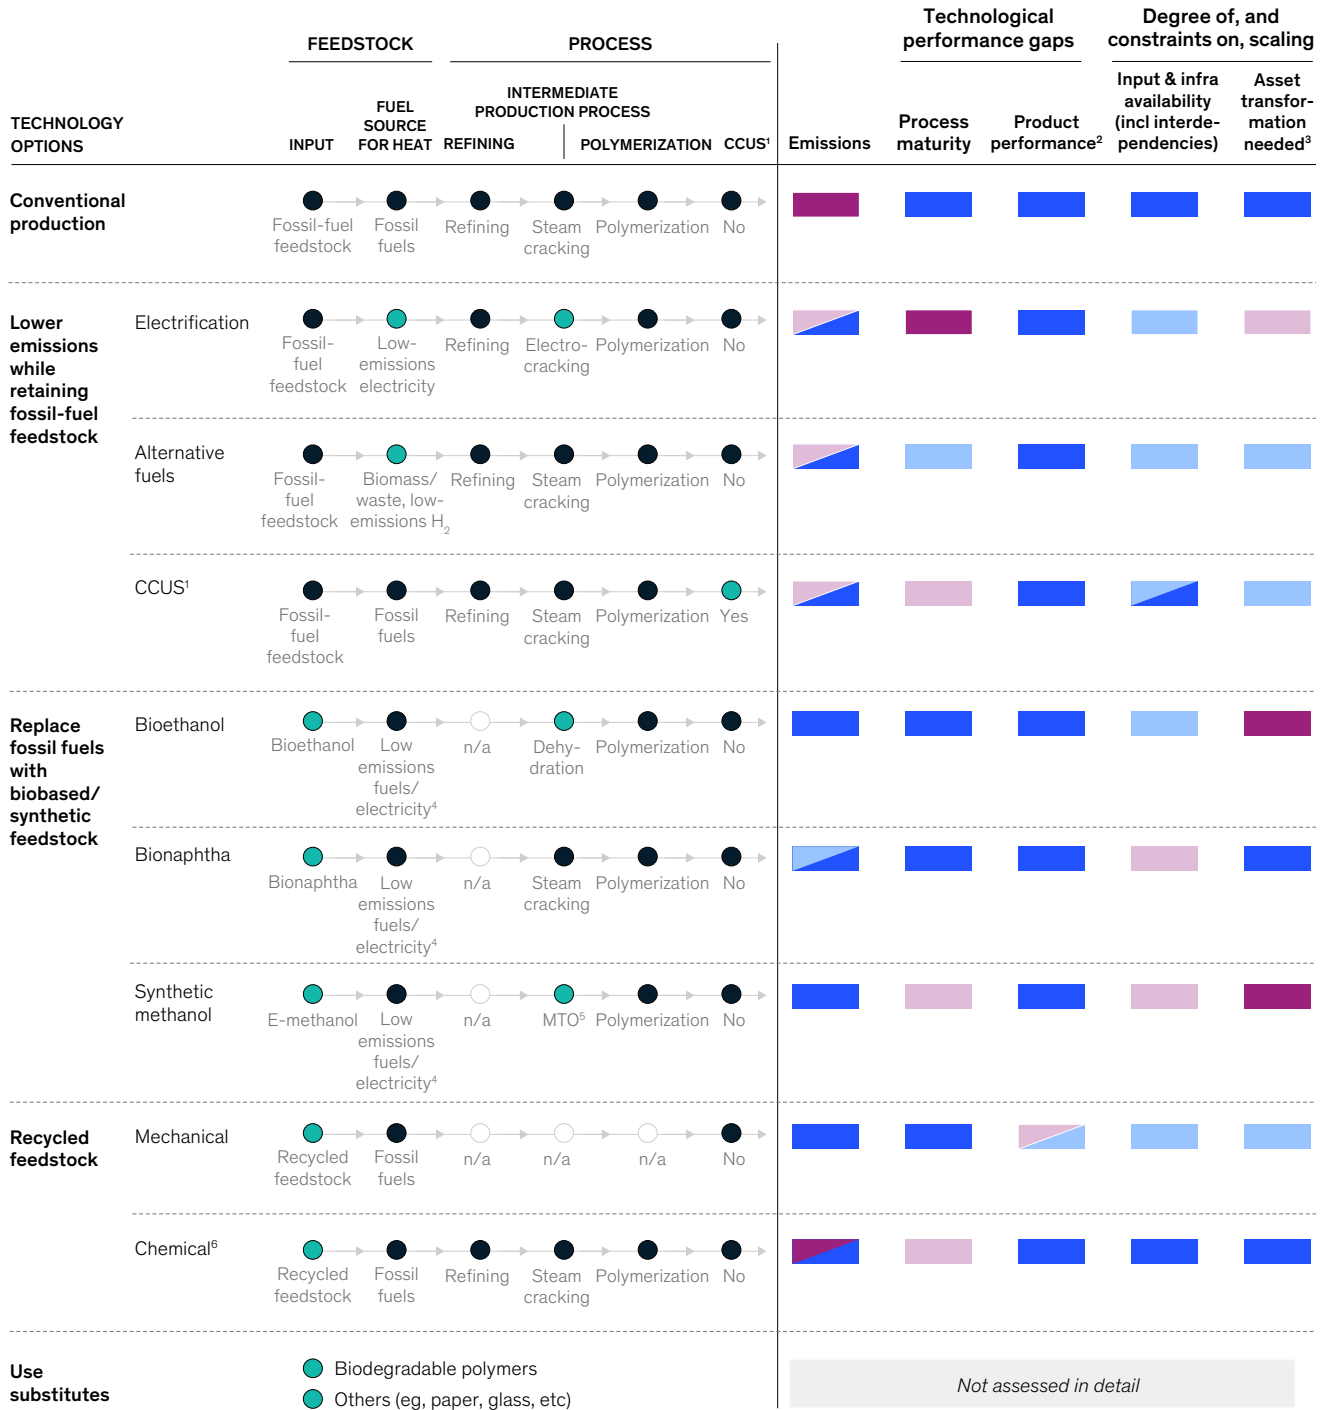 Technological
performance gaps
Degree of, and
constraints on, scaling
FEEDSTOCK
PROCESS
TECHNOLOGY
OPTIONS
INPUT
FUEL
SOURCE
FOR HEAT
REFINING
INTERMEDIATE
PRODUCTION PROCESS
POLYMERIZATION
CCUS¹
Emissions
Process
maturity
Product
performance²
Input & infra
availability
(incl interde-
pendencies)
Asset
transfor-
mation
needed³
Conventional
production
Fossil-fuel
feedstock
Fossil
fuels
Refining
Steam
cracking
Polymerization
No
Lower
emissions
while
retaining
fossil-fuel
feedstock
Electrification
Fossil-
fuel
feedstock
Low-
emissions
electricity
Refining
Electro-
cracking
Polymerization
No
Alternative
fuels
Fossil-
fuel
feedstock
Biomass/
waste, low-
emissions H₂
Refining
Steam
cracking
Polymerization
No
CCUS¹
Fossil-
fuel
feedstock
Fossil
fuels
Refining
Steam
cracking
Polymerization
Yes
Replace
fossil fuels
with
biobased/
synthetic
feedstock
Bioethanol
Bioethanol
Low
emissions
fuels/
electricity⁴
n/a
Dehy-
dration
Polymerization
No
Bionaphtha
Bionaphtha
Low
emissions
fuels/
electricity⁴
n/a
Steam
cracking
Polymerization
No
Synthetic
methanol
E-methanol
Low
emissions
fuels/
electricity⁴
n/a
MTO⁵
Polymerization
No
Recycled
feedstock
Mechanical
Recycled
feedstock
Fossil
fuels
n/a
n/a
n/a
No
Chemical⁶
Recycled
feedstock
Fossil
fuels
Refining
Steam
cracking
Polymerization
No
Use
substitutes
Biodegradable polymers
Others (eg, paper, glass, etc)
Not assessed in detail